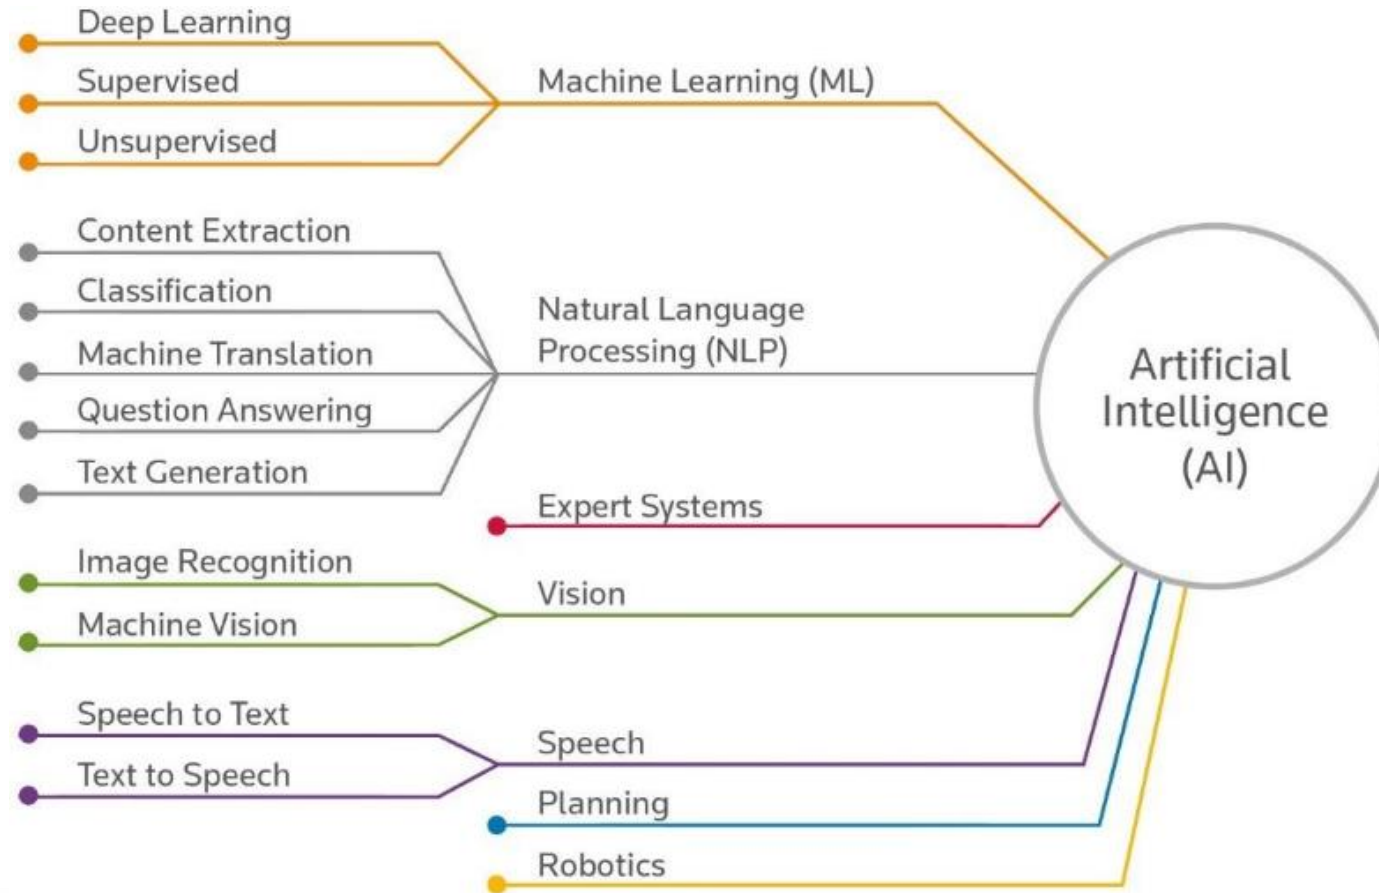 Deep Learning
Supervised
Unsupervised
Machine Learning (ML)
Content Extraction
Classification
Machine Translation
Question Answering
Text Generation
Natural Language
Processing (NLP)
Expert Systems
Image Recognition
Machine Vision
Vision
Speech to Text
Text to Speech
Speech
Planning
Robotics
Artificial
Intelligence
(AI)